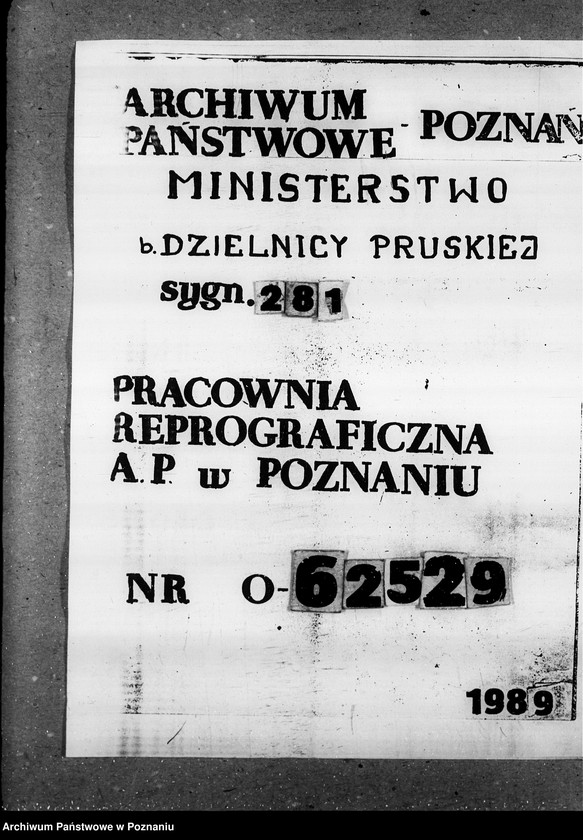 ARCHIWUM
PAŃSTWOWE - POZNAŃ
MINISTERSTWO
b. DZIELNICY PRUSKIEJ
sygn. 281
PRACOWNIA
REPROGRAFICZNA
A.P. w POZNANIU
NR O-62529
1989
Archiwum Państwowe w Poznaniu